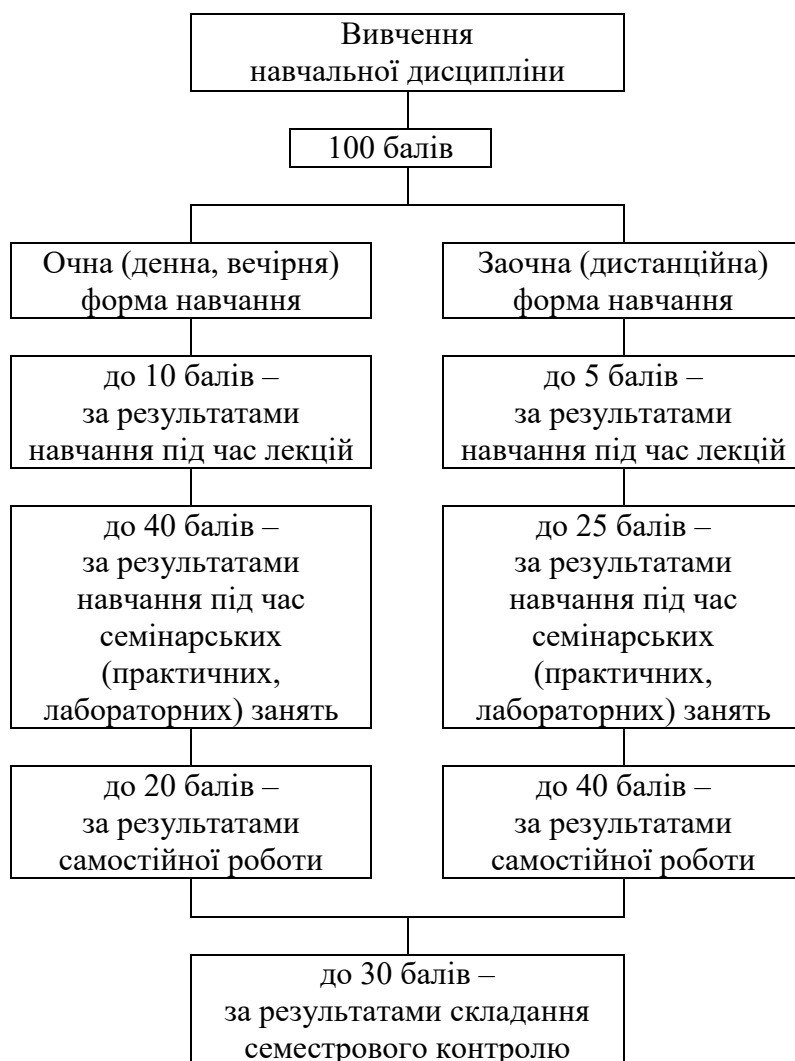 Вивчення
навчальної дисципліни
100 балів
Очна (денна, вечірня)
форма навчання
до 10 балів –
за результатами
навчання під час лекцій
до 40 балів –
за результатами
навчання під час
семінарських
(практичних,
лабораторних) занять
до 20 балів –
за результатами
самостійної роботи
Заочна (дистанційна)
форма навчання
до 5 балів –
за результатами
навчання під час лекцій
до 25 балів –
за результатами
навчання під час
семінарських
(практичних,
лабораторних) занять
до 40 балів –
за результатами
самостійної роботи
до 30 балів –
за результатами складання
семестрового контролю